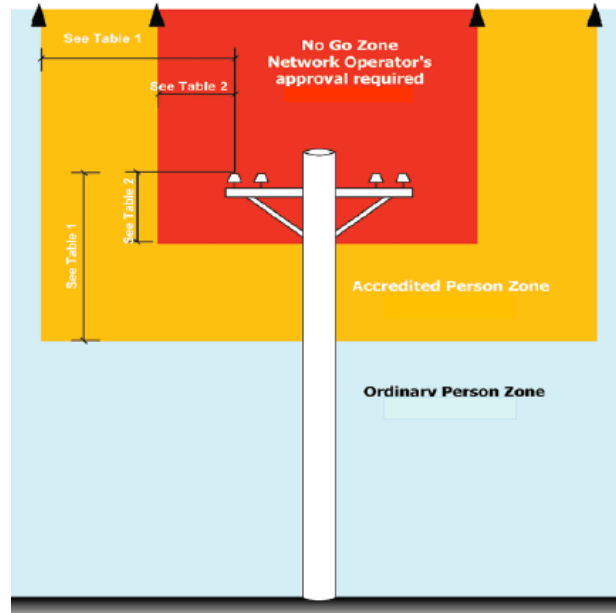 See Table 1
No Go Zone
Network Operator's
approval required
See Table 2
See Table 2
See Table 1
Accredited Person Zone
Ordinary Person Zone